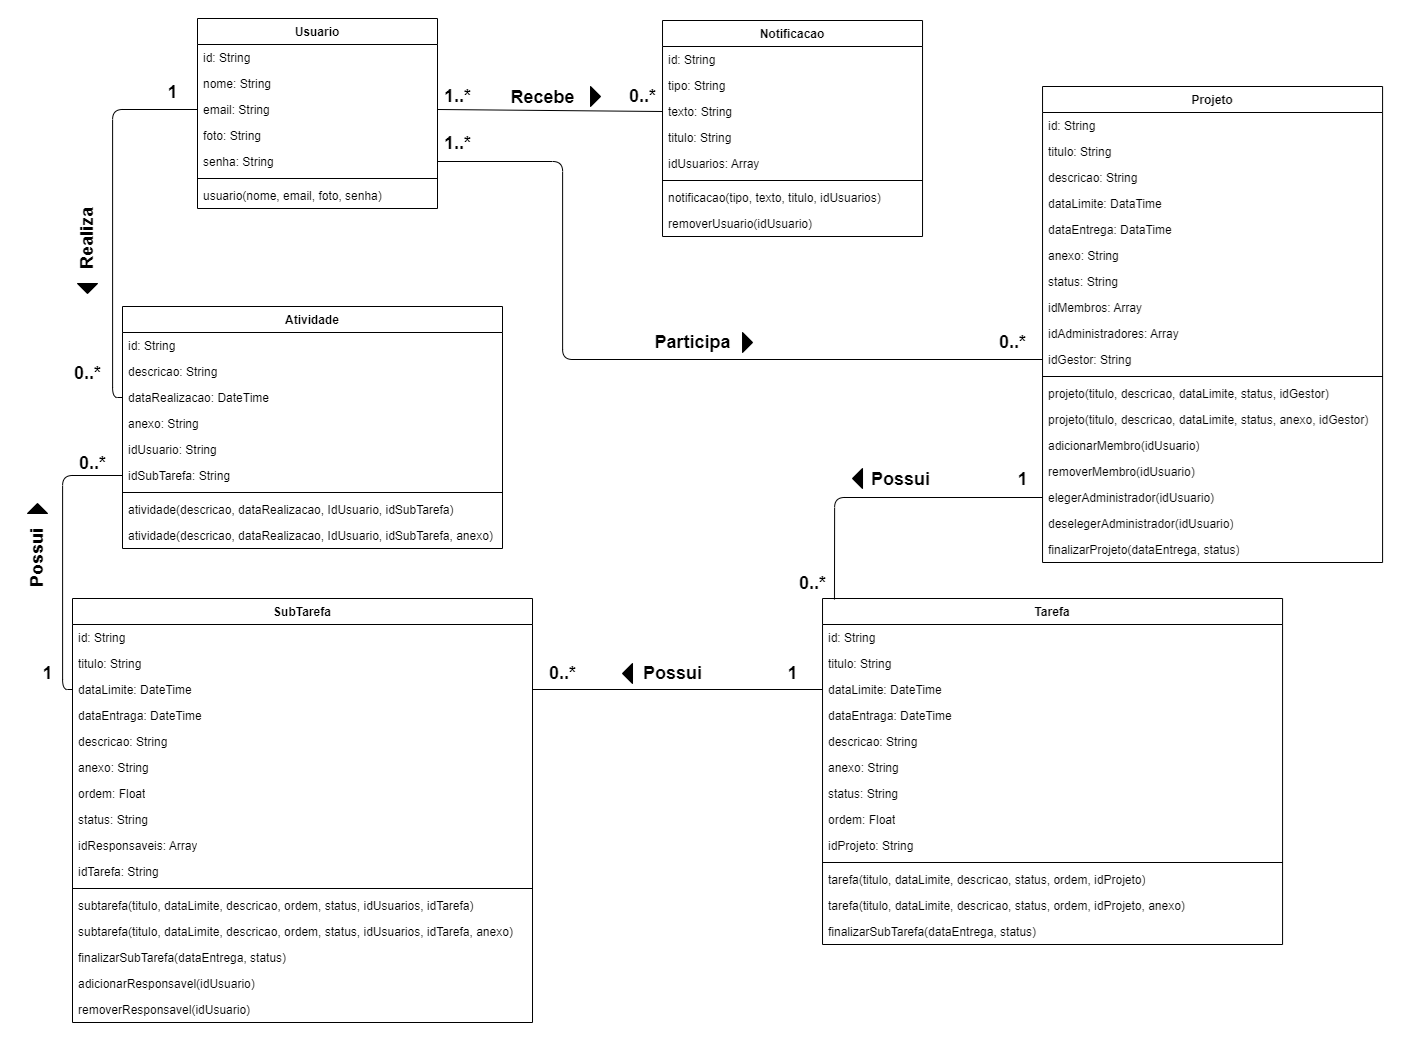 Usuario
id: String
nome: String
email: String
foto: String
senha: String
usuario(nome, email, foto, senha)
1
1..*
Recebe
0..*
1..*
Notificacao
id: String
tipo: String
texto: String
titulo: String
idUsuarios: Array
notificacao(tipo, texto, titulo, idUsuarios)
removerUsuario(idUsuario)
Projeto
id: String
titulo: String
descricao: String
dataLimite: DataTime
dataEntrega: DataTime
anexo: String
status: String
idMembros: Array
idAdministradores: Array
idGestor: String
projeto(titulo, descricao, dataLimite, status, idGestor)
projeto(titulo, descricao, dataLimite, status, anexo, idGestor)
adicionarMembro(idUsuario)
removerMembro(idUsuario)
elegerAdministrador(idUsuario)
deselegerAdministrador(idUsuario)
finalizarProjeto(dataEntrega, status)
Realiza
0..*
Participa
0..*
Atividade
id: String
descricao: String
dataRealizacao: DateTime
anexo: String
idUsuario: String
idSubTarefa: String
atividade(descricao, dataRealizacao, IdUsuario, idSubTarefa)
atividade(descricao, dataRealizacao, IdUsuario, idSubTarefa, anexo)
0..*
Possui
1
Possui
1
0..*
SubTarefa
id: String
titulo: String
dataLimite: DateTime
dataEntraga: DateTime
descricao: String
anexo: String
ordem: Float
status: String
idResponsaveis: Array
idTarefa: String
subtarefa(titulo, dataLimite, descricao, ordem, status, idUsuarios, idTarefa)
subtarefa(titulo, dataLimite, descricao, ordem, status, idUsuarios, idTarefa, anexo)
finalizarSubTarefa(dataEntrega, status)
adicionarResponsavel(idUsuario)
removerResponsavel(idUsuario)
0..*
Possui
1
Tarefa
id: String
titulo: String
dataLimite: DateTime
dataEntraga: DateTime
descricao: String
anexo: String
status: String
ordem: Float
idProjeto: String
tarefa(titulo, dataLimite, descricao, status, ordem, idProjeto)
tarefa(titulo, dataLimite, descricao, status, ordem, idProjeto, anexo)
finalizarSubTarefa(dataEntrega, status)